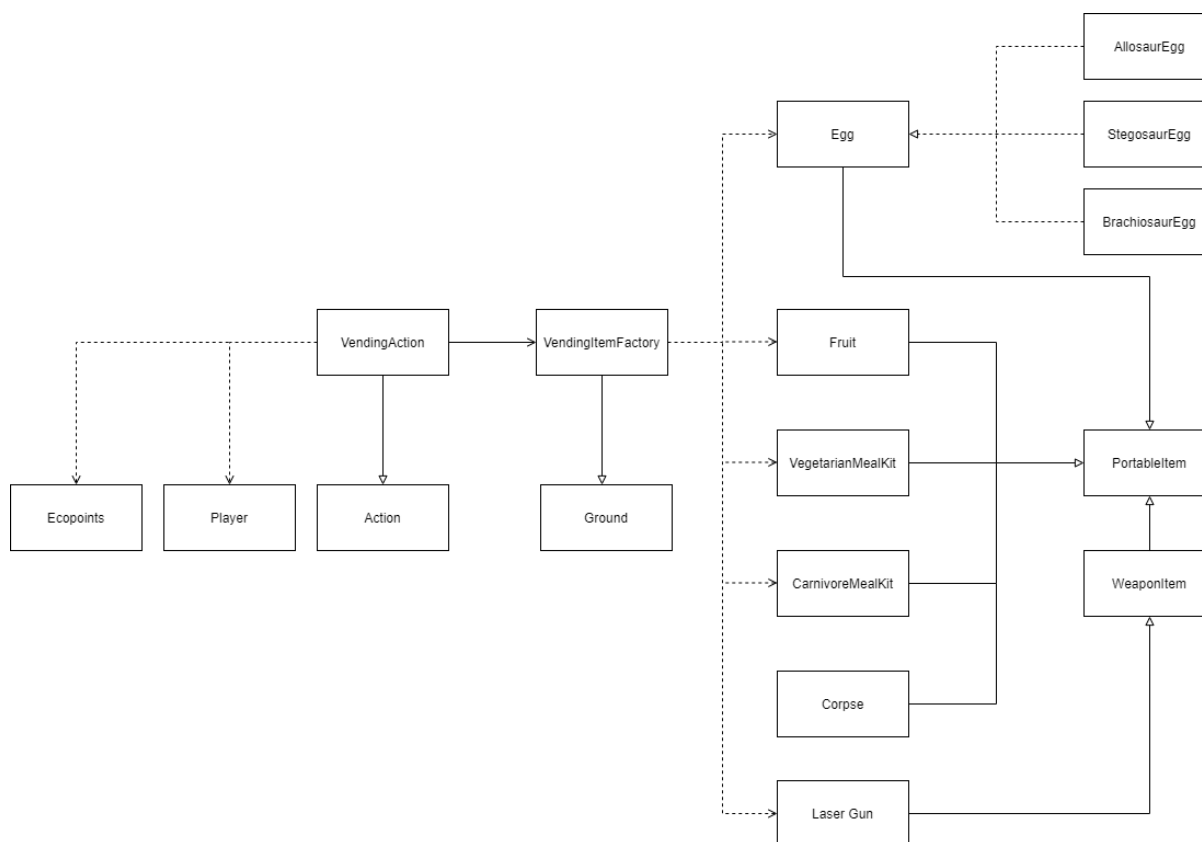 AllosaurEgg
Egg
StegosaurEgg
BrachiosaurEgg
VendingAction
VendingItemFactory
Fruit
VegetarianMealKit
PortableItem
Ecopoints
Player
Action
Ground
CarnivoreMealKit
WeaponItem
Corpse
Laser Gun